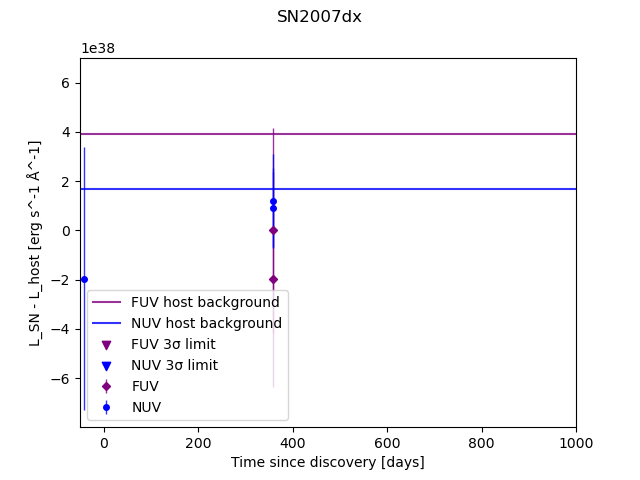 SN2007dx
1e38
6
4
2
0
−2
−4
−6
L_SN - L_host [erg s^-1 Å^-1]
FUV host background
NUV host background
FUV 3σ limit
NUV 3σ limit
FUV
NUV
0 200 400 600 800 1000
Time since discovery [days]